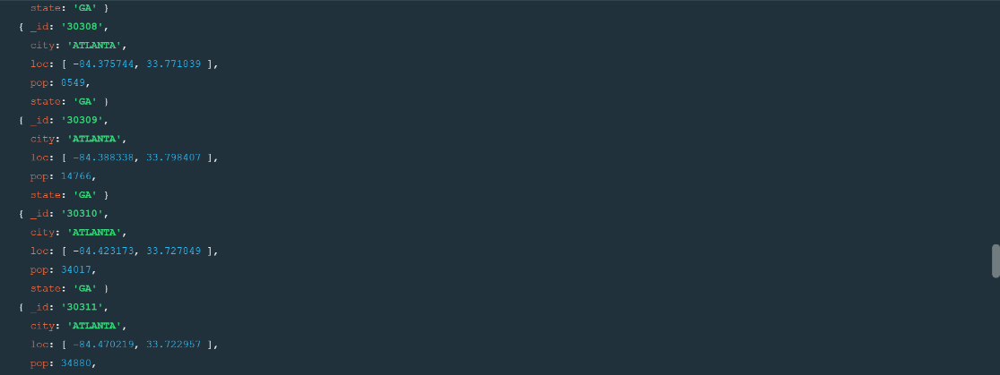 state: 'GA' }
{ _id: '30308',
city: 'ATLANTA',
loc: [ -84.375744, 33.771839 ],
pop: 8549,
state: 'GA' }
{ _id: '30309',
city: 'ATLANTA',
loc: [ -84.388338, 33.798407 ],
pop: 14766,
state: 'GA' }
{ _id: '30310',
city: 'ATLANTA',
loc: [ -84.423173, 33.727849 ],
pop: 34017,
state: 'GA' }
{ _id: '30311',
city: 'ATLANTA',
loc: [ -84.470219, 33.722957 ],
pop: 34880,